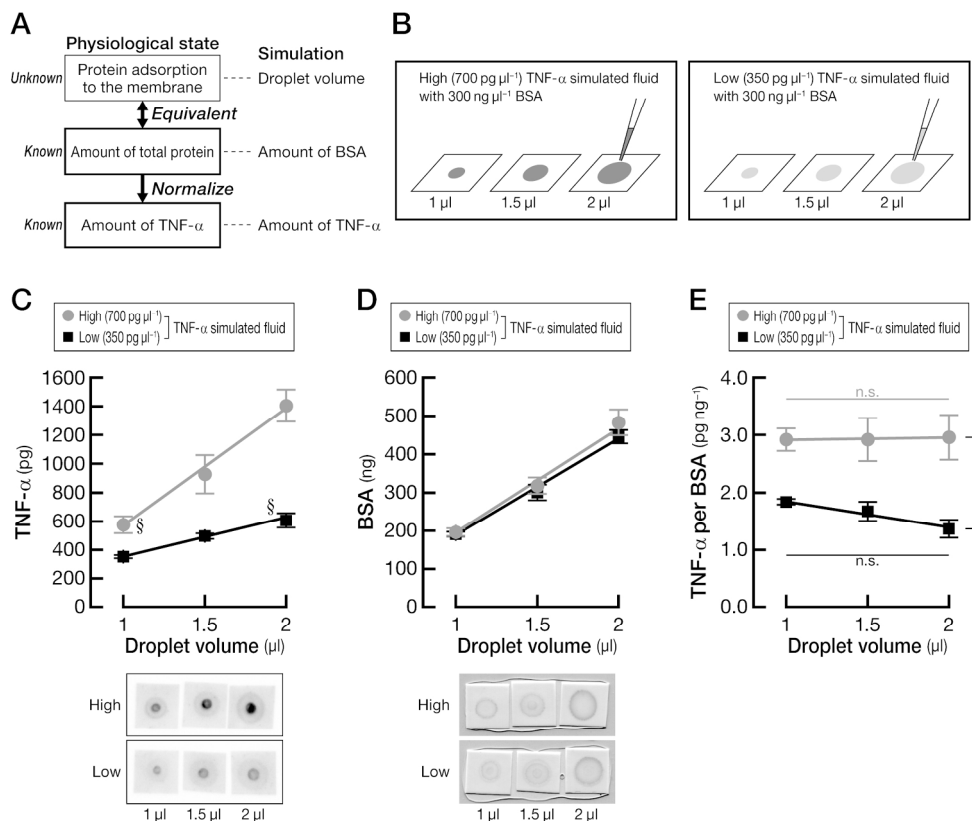 A
Physiological state
Simulation
Unknown
Protein adsorption
to the membrane
Droplet volume
Equivalent
Known
Amount of total protein
Amount of BSA
Normalize
Known
Amount of TNF-α
Amount of TNF-α
B
High (700 pg µl⁻¹) TNF-α simulated fluid
with 300 ng µl⁻¹ BSA
1 µl
1.5 µl
2 µl
Low (350 pg µl⁻¹) TNF-α simulated fluid
with 300 ng µl⁻¹ BSA
1 µl
1.5 µl
2 µl
C
High (700 pg µl⁻¹)
Low (350 pg µl⁻¹)
TNF-α simulated fluid
TNF-α (pg)
1600
1400
1200
1000
800
600
400
200
0
§
§
1
1.5
2
Droplet volume (µl)
High
Low
1 µl
1.5 µl
2 µl
D
High (700 pg µl⁻¹)
Low (350 pg µl⁻¹)
TNF-α simulated fluid
BSA (ng)
600
500
400
300
200
100
0
1
1.5
2
Droplet volume (µl)
High
Low
1 µl
1.5 µl
2 µl
E
High (700 pg µl⁻¹)
Low (350 pg µl⁻¹)
TNF-α simulated fluid
TNF-α per BSA (pg ng⁻¹)
4.0
3.0
2.0
1.0
0.0
n.s.
n.s.
1
1.5
2
Droplet volume (µl)